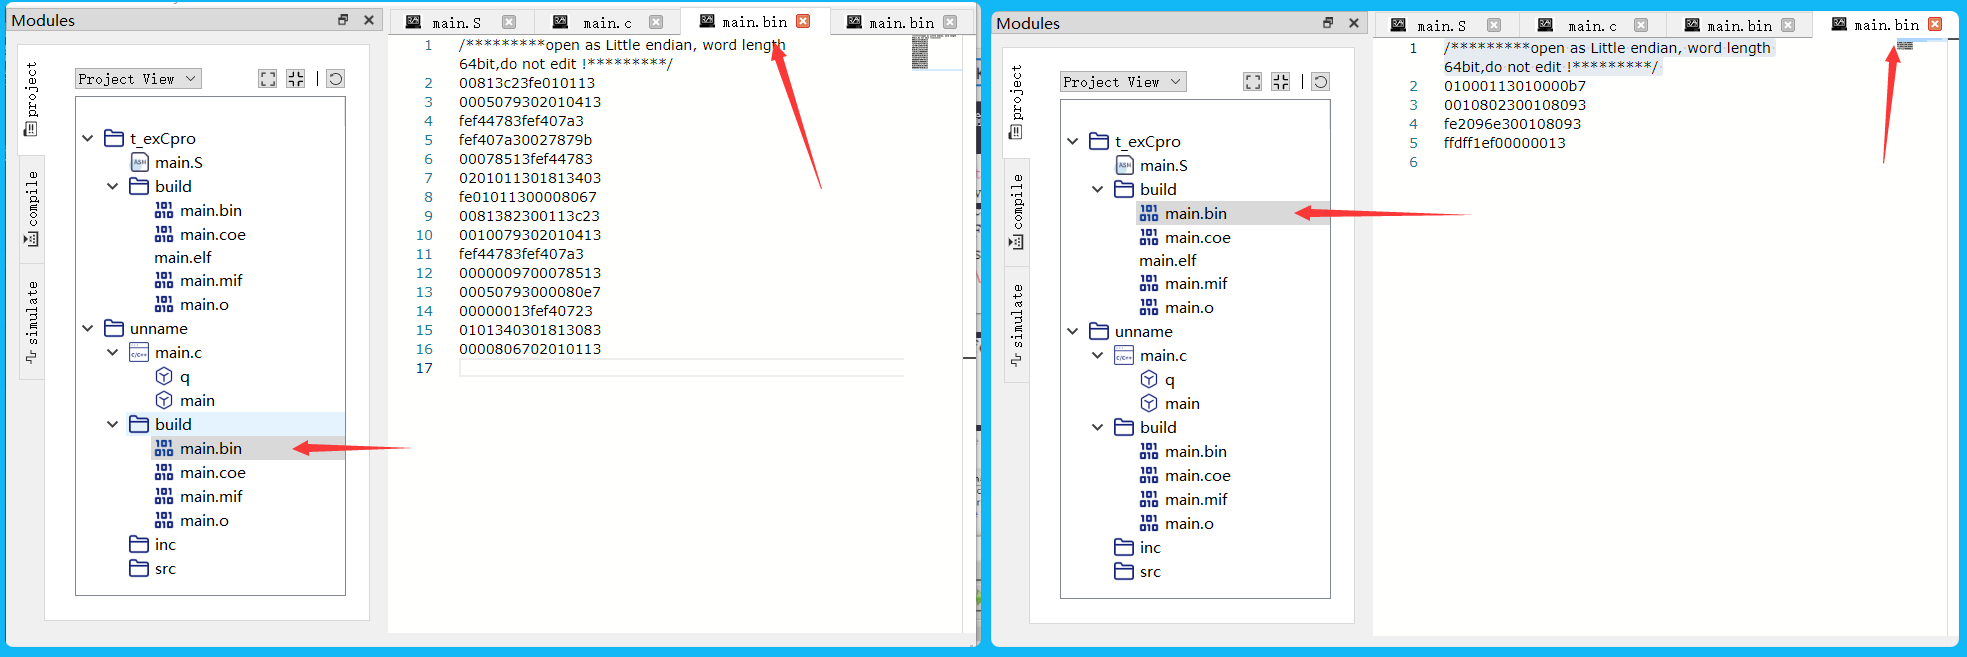 Modules
project
compile
simulate
Project View
t_exCpro
main.S
build
main.bin
main.coe
main.elf
main.mif
main.o
unname
main.c
q
main
build
main.bin
main.coe
main.mif
main.o
inc
src
main.S
main.c
main.bin
main.bin
1 /*********open as Little endian, word length
64bit,do not edit !*********/
2 00813c23fe010113
3 0005079302010413
4 fef44783fef407a3
5 fef407a30027879b
6 00078513fef44783
7 0201011301813403
8 fe01011300008067
9 0081382300113c23
10 0010079302010413
11 fef44783fef407a3
12 0000009700078513
13 00050793000080e7
14 00000013fef40723
15 0101340301813083
16 0000806702010113
17
Modules
project
compile
simulate
Project View
t_exCpro
main.S
build
main.bin
main.coe
main.elf
main.mif
main.o
unname
main.c
q
main
build
main.bin
main.coe
main.mif
main.o
inc
src
main.S
main.c
main.bin
main.bin
1 /*********open as Little endian, word length
64bit,do not edit !*********/
2 01000113010000b7
3 0010802300108093
4 fe2096e300108093
5 ffdff1ef00000013
6